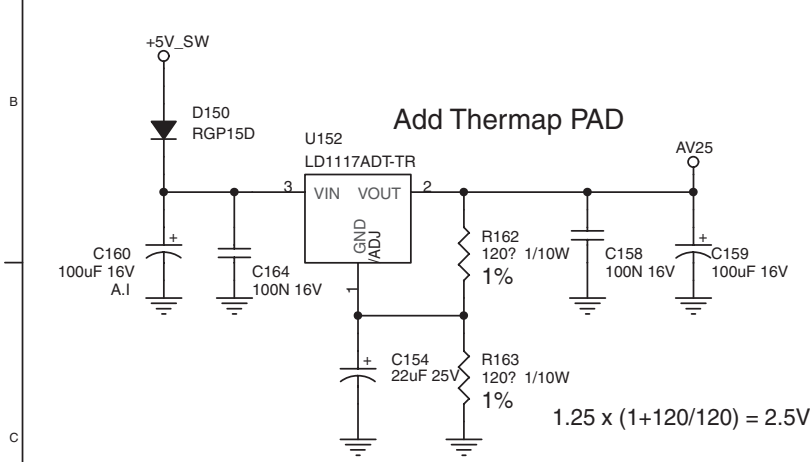 +5V_SW
B
D150
RGP15D
Add Thermap PAD
U152
LD1117ADT-TR
AV25
3
VIN
VOUT
2
GND
/ADJ
1
C160
100uF 16V
A.I
C164
100N 16V
R162
120? 1/10W
1%
C158
100N 16V
C159
100uF 16V
+
+
C154
22uF 25V
+
R163
120? 1/10W
1%
1.25 x (1+120/120) = 2.5V
C